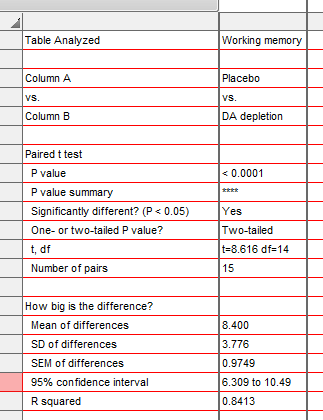 Table Analyzed Working memory
Column A Placebo
vs. vs.
Column B DA depletion
Paired t test
P value < 0.0001
P value summary ****
Significantly different? (P < 0.05) Yes
One- or two-tailed P value? Two-tailed
t, df t=8.616 df=14
Number of pairs 15
How big is the difference?
Mean of differences 8.400
SD of differences 3.776
SEM of differences 0.9749
95% confidence interval 6.309 to 10.49
R squared 0.8413